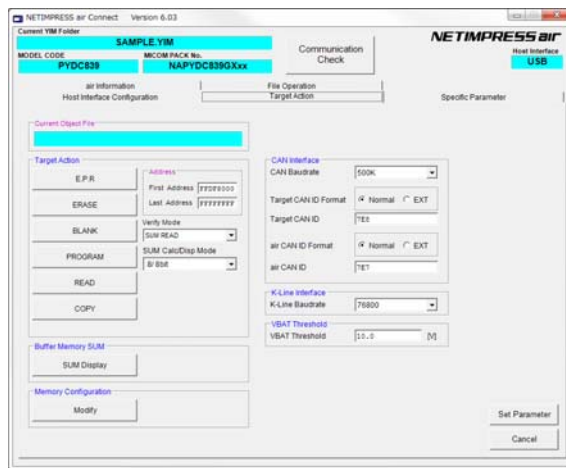 NETIMPRESS air Connect Version 6.03
Current YIM Folder
SAMPLE.YIM
MODEL CODE
MICOM PACK No.
PYDC839
NAPYDC839GXxx
Communication
Check
NETIMPRESS air
Host Interface
USB
air Information
File Operation
Host Interface Configuration
Target Action
Specific Parameter
Current Object File
Target Action
E.P.R
ERASE
BLANK
PROGRAM
READ
COPY
Address
First Address FFDF8000
Last Address FFFFFFFF
Verify Mode
SUM READ
SUM Calc/Disp Mode
8/ 8bit
Buffer Memory SUM
SUM Display
Memory Configuration
Modify
CAN Interface
CAN Baudrate 500K
Target CAN ID Format Normal EXT
Target CAN ID 7E8
air CAN ID Format Normal EXT
air CAN ID 7E7
K-Line Interface
K-Line Baudrate 76800
VBAT Threshold
VBAT Threshold 10.0 [V]
Set Parameter
Cancel